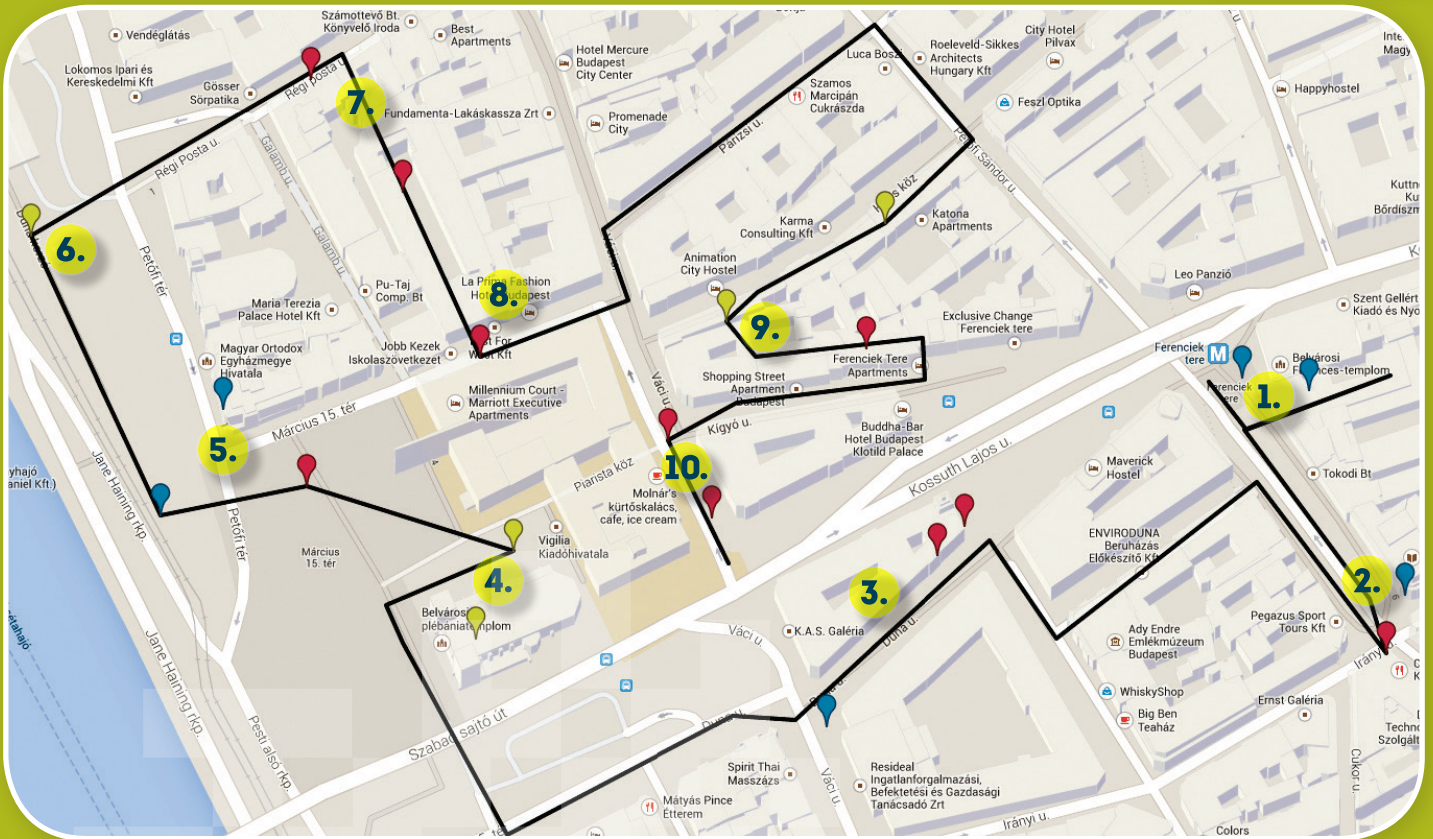 Vendéglátás
Számottevő Bt.
Könyvelő Iroda
Best
Apartments
Lokomos Ipari és
Kereskedelmi Kft
Gösser
Sörpatika
Régi posta u.
7.
Fundamenta-Lakáskassza Zrt
Hotel Mercure
Budapest
City Center
Promenade
City
Luca Boszi
Szamos
Marcipán
Cukrászda
Roeleveld-Sikkes
Architects
Hungary Kft
City Hotel
Pilvax
Feszl Optika
Happyhostel
Párizsi u.
Petőfi Sándor u.
Régi Posta u.
Galamb u.
Galamb u.
6.
Petőfi tér
Karma
Consulting Kft
Katona
Apartments
Animation
City Hostel
Leo Panzió
La Prima Fashion
Hotel Budapest
8.
Pu-Taj
Comp. Bt
Maria Terezia
Palace Hotel Kft
Magyar Ortodox
Egyházmegye
Hivatala
Jobb Kezek
Iskolaszövetkezet
9.
Exclusive Change
Ferenciek tere
Szent Gellért
Kiadó és
Ferenciek
tere
M
Ferenciek Tere
Apartments
Shopping Street
Apartment
Budapest
Millennium Court -
Marriott Executive
Apartments
Váci u.
Kígyó u.
Buddha-Bar
Hotel Budapest
Klotild Palace
1.
Belvárosi
Ferences-templom
Március 15. tér
5.
10.
Piarista köz
Molnár's
kürtőskalács,
cafe, ice cream
Kossuth Lajos u.
Maverick
Hostel
Tokodi Bt
Jane Haining rkp.
Petőfi tér
Március
15. tér
Vigilia
Kiadóhivatala
4.
3.
ENVIRODUNA
Beruházás
Előkészítő Kft
2.
Belvárosi
plébániatemplom
K.A.S. Galéria
Váci u.
Duna u.
Ady Endre
Emlékmúzeum
Budapest
Pegazus Sport
Tours Kft
Jane Haining rkp.
Pesti alsó rkp.
Szabad sajtó út
Duna u.
WhiskyShop
Big Ben
Teaház
Ernst Galéria
Spirit Thai
Masszázs
Váci u.
Resideal
Ingatlanforgalmazási,
Befektetési és Gazdasági
Tanácsadó Zrt
Mátyás Pince
Étterem
Irányi u.
Cukor u.
Colors